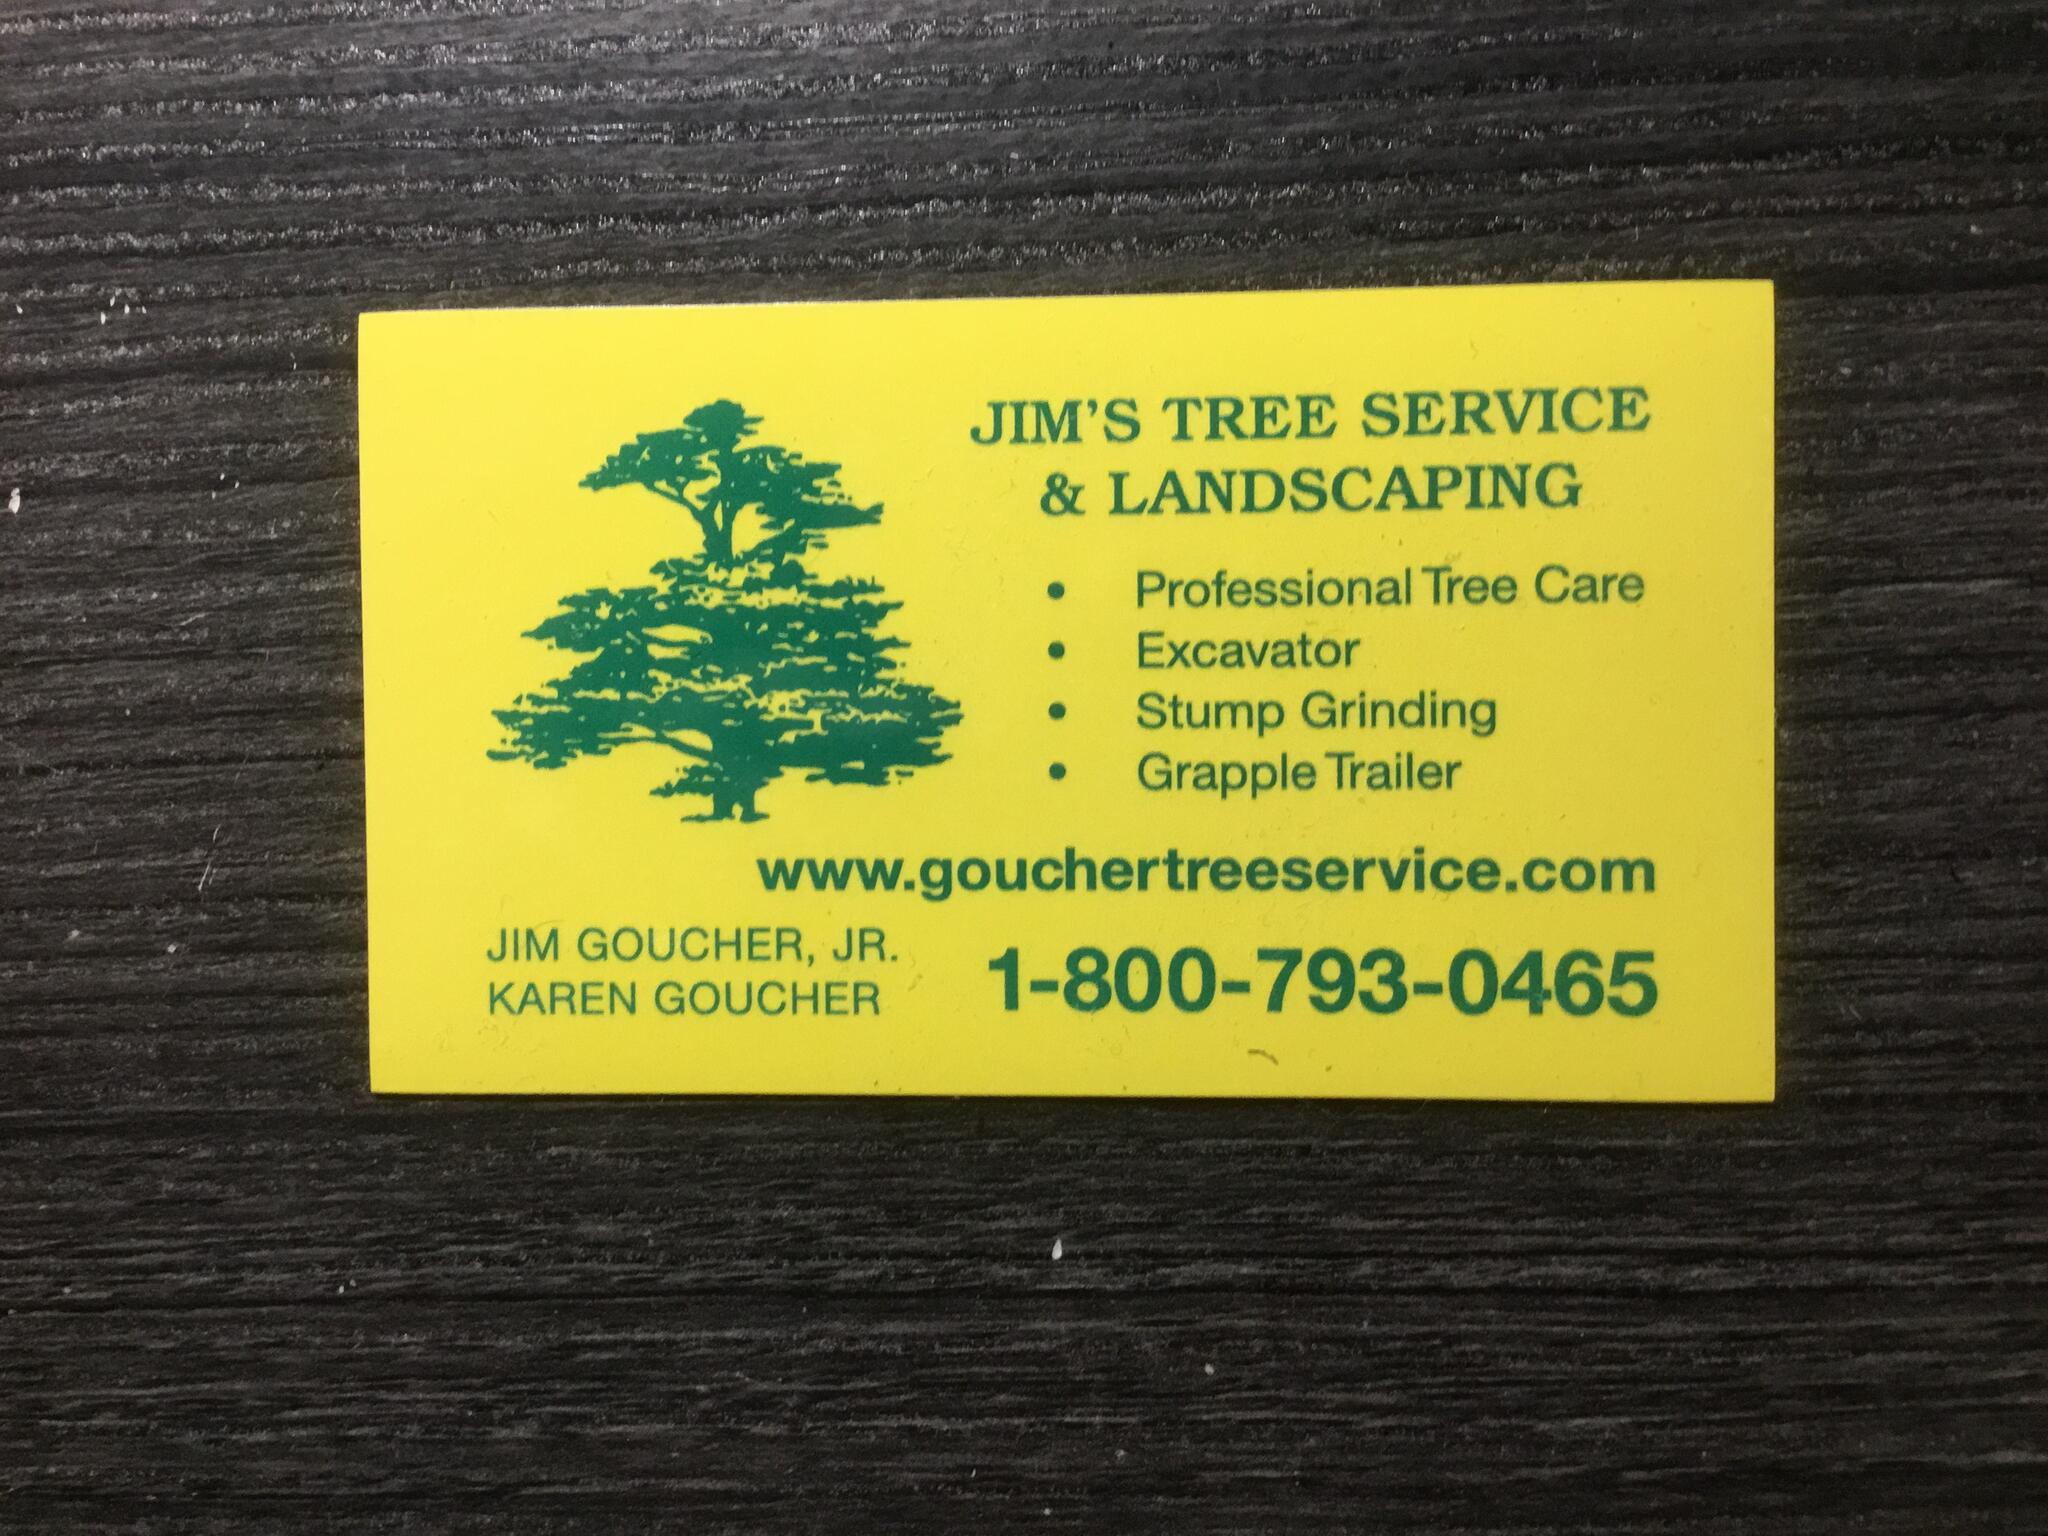 JIM'S TREE SERVICE
& LANDSCAPING
• Professional Tree Care
• Excavator
• Stump Grinding
• Grapple Trailer
www.gouchertreeservice.com
JIM GOUCHER, JR.
KAREN GOUCHER
1-800-793-0465